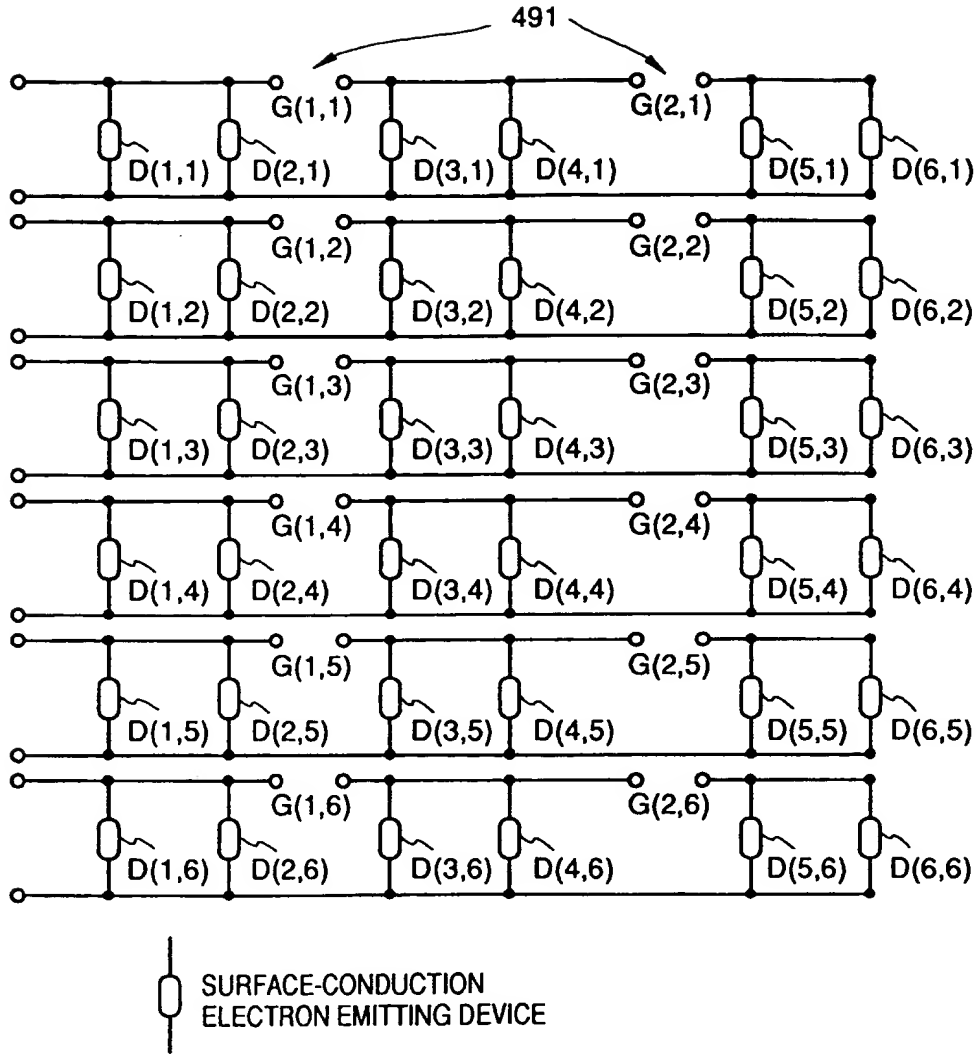 491
G(1,1) G(2,1)
D(1,1) D(2,1) D(3,1) D(4,1) D(5,1) D(6,1)
G(1,2) G(2,2)
D(1,2) D(2,2) D(3,2) D(4,2) D(5,2) D(6,2)
G(1,3) G(2,3)
D(1,3) D(2,3) D(3,3) D(4,3) D(5,3) D(6,3)
G(1,4) G(2,4)
D(1,4) D(2,4) D(3,4) D(4,4) D(5,4) D(6,4)
G(1,5) G(2,5)
D(1,5) D(2,5) D(3,5) D(4,5) D(5,5) D(6,5)
G(1,6) G(2,6)
D(1,6) D(2,6) D(3,6) D(4,6) D(5,6) D(6,6)
SURFACE-CONDUCTION
ELECTRON EMITTING DEVICE